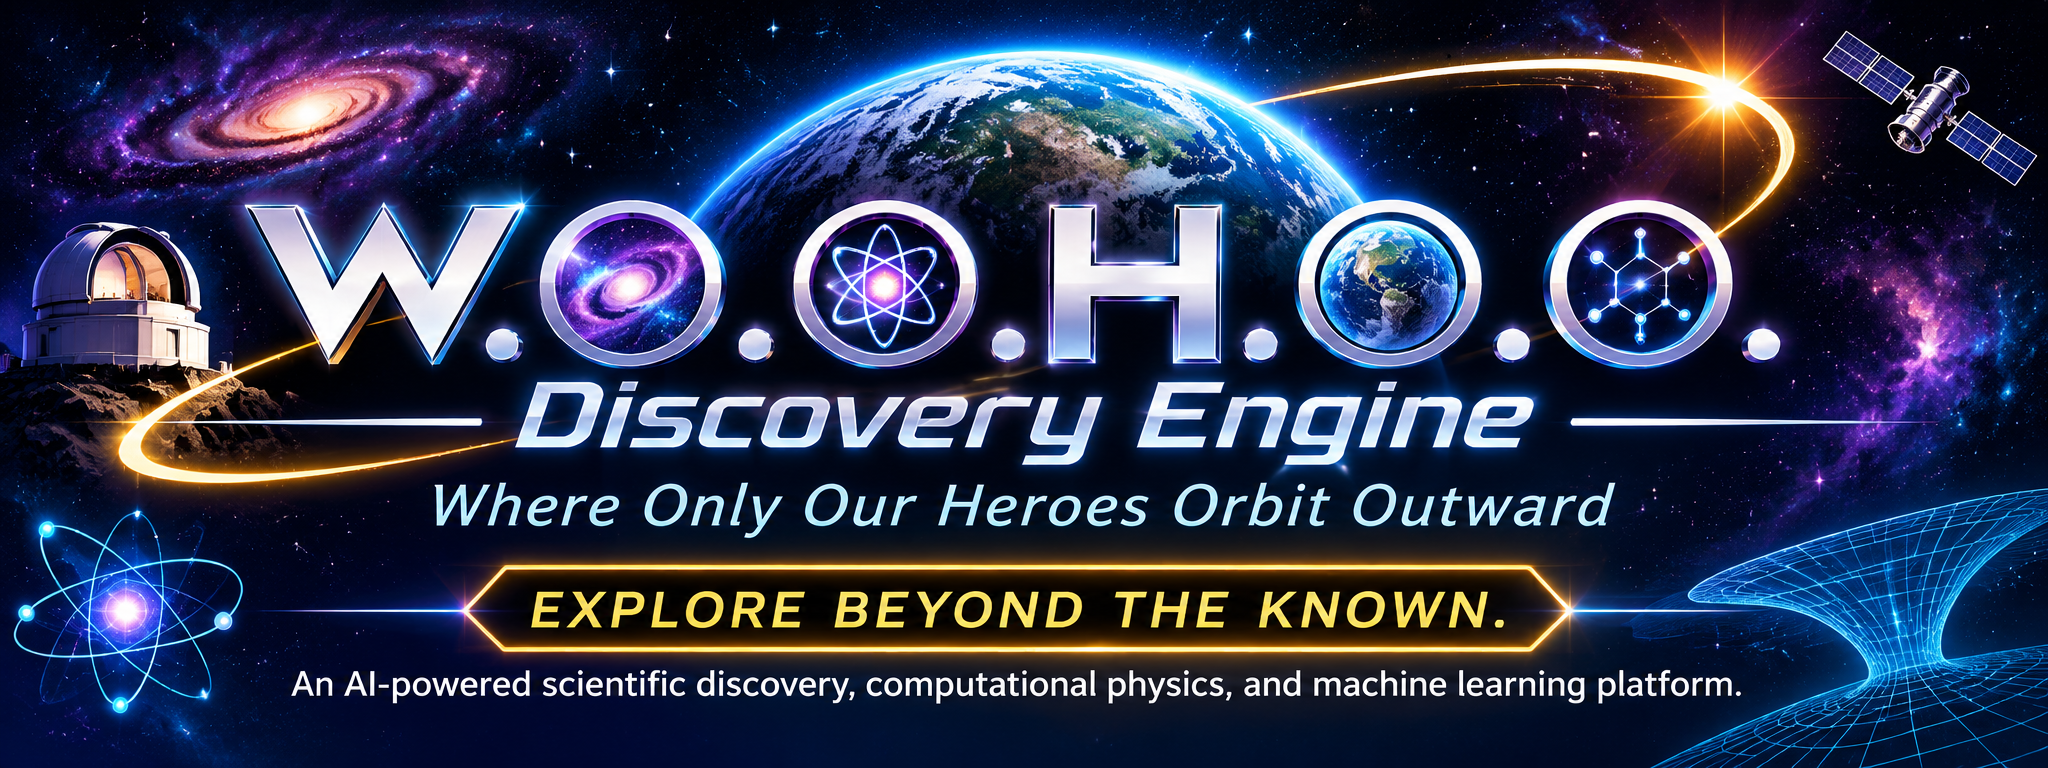 W.O.O.H.O.O.
Discovery Engine
Where Only Our Heroes Orbit Outward
EXPLORE BEYOND THE KNOWN.
An AI-powered scientific discovery, computational physics, and machine learning platform.